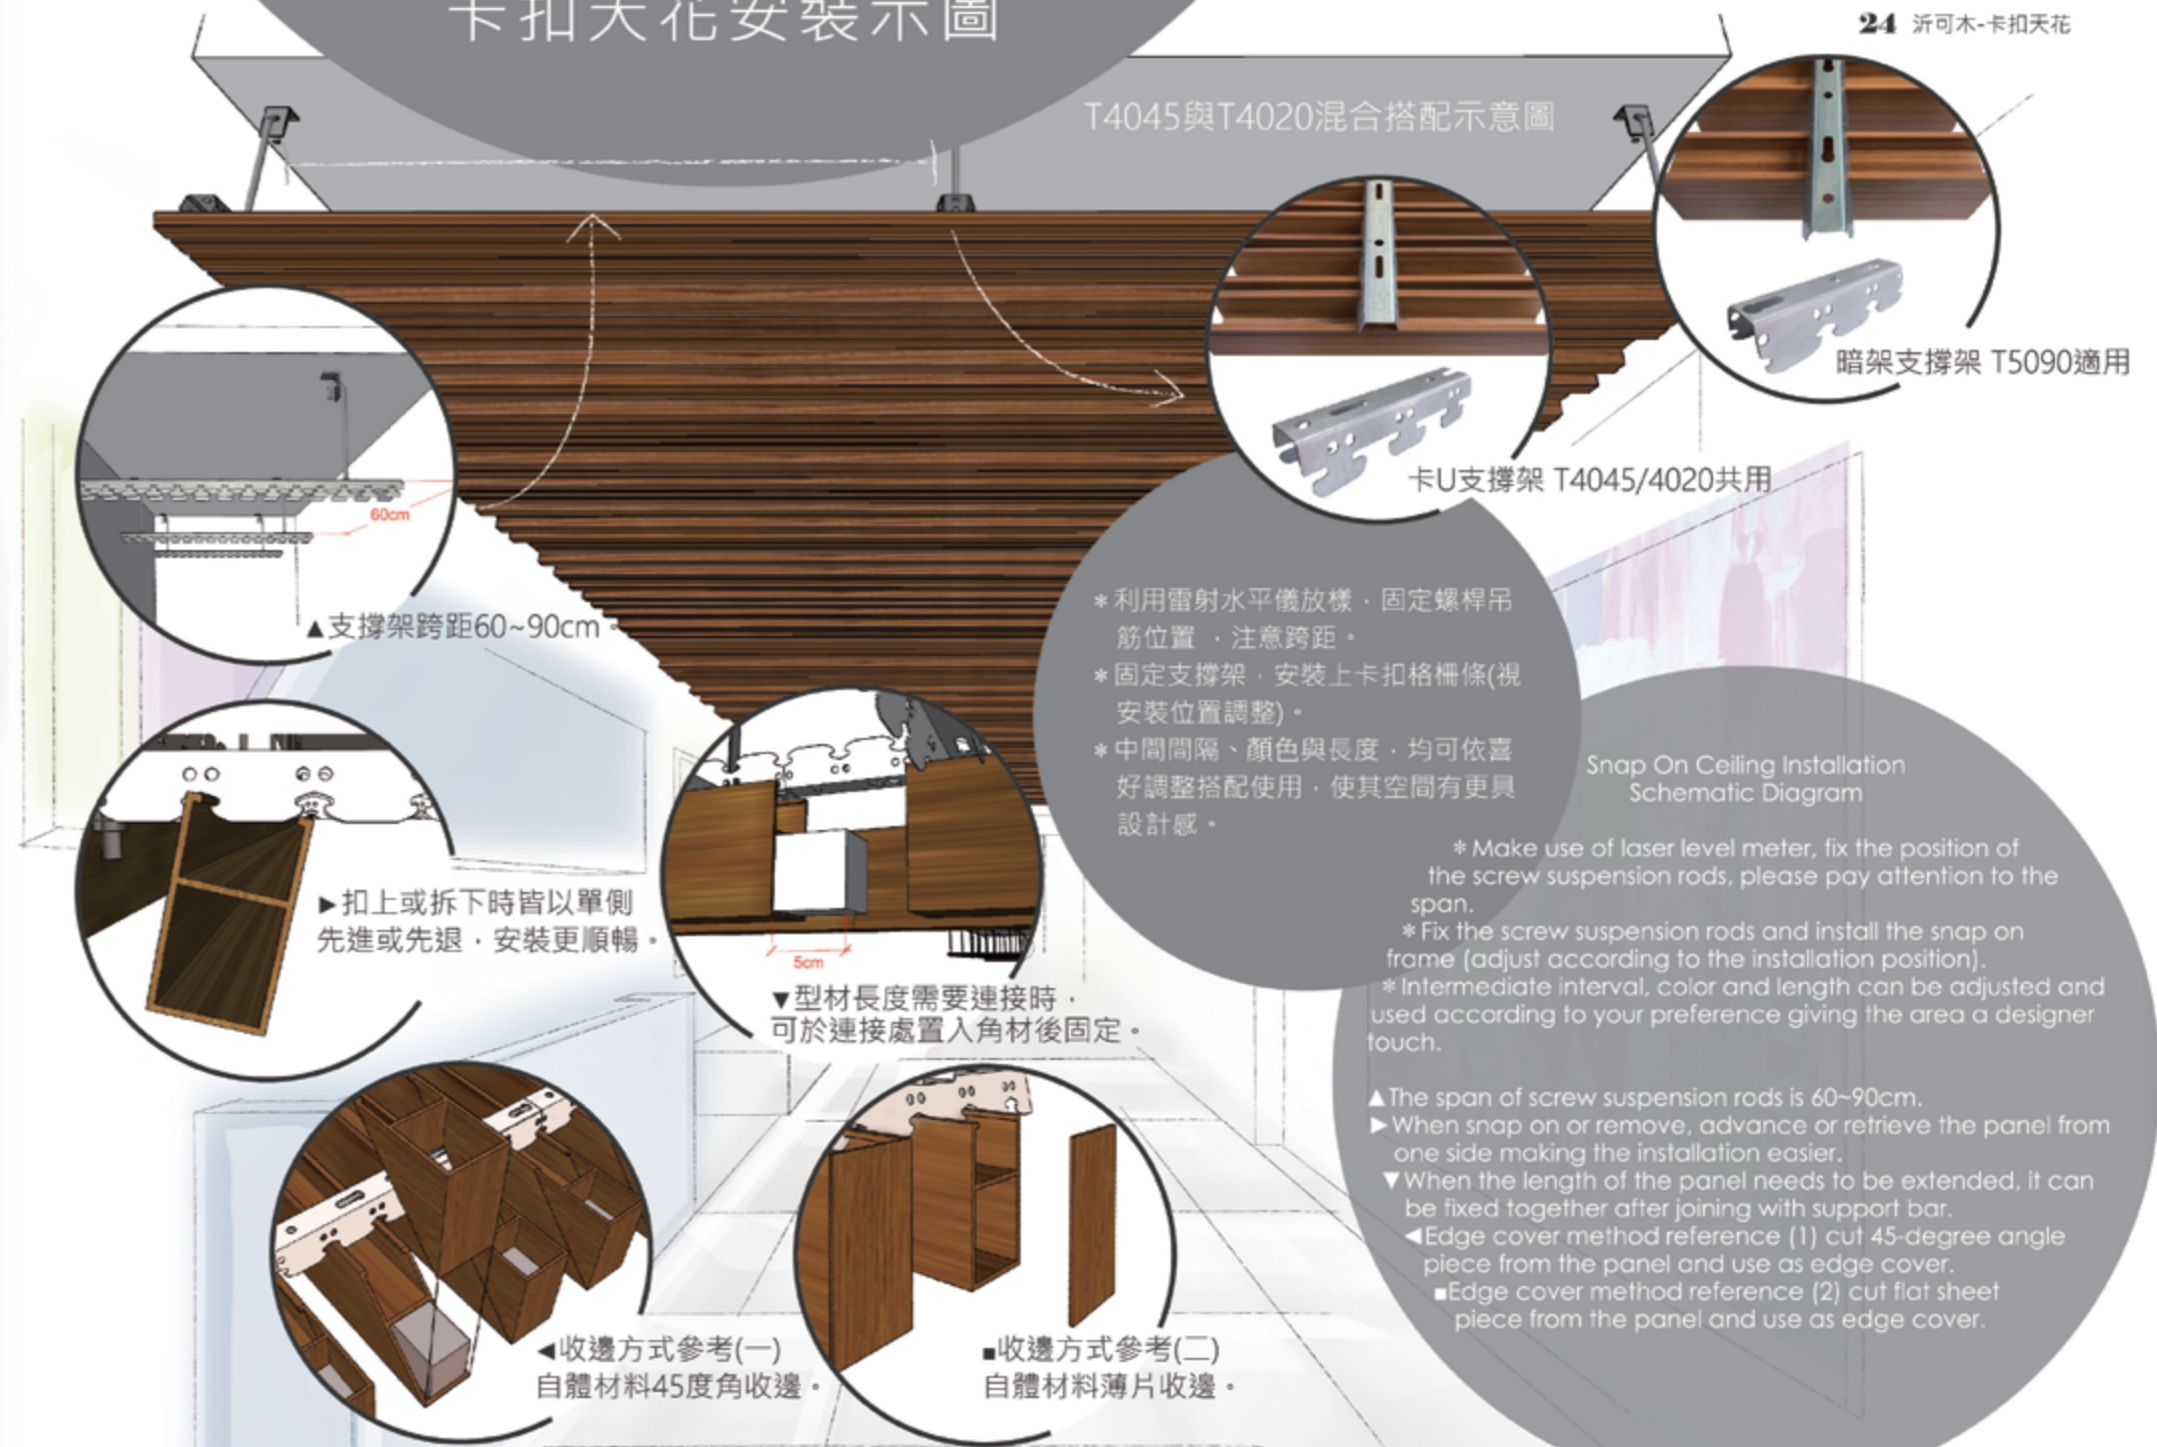 卡扣天花安裝示圖
24 沂可木-卡扣天花
T4045與T4020混合搭配示意圖
暗架支撐架 T5090適用
卡U支撐架 T4045/4020共用
60cm
▲支撐架跨距60~90cm。
＊利用雷射水平儀放樣，固定螺桿吊
筋位置 ，注意跨距。
＊固定支撐架，安裝上卡扣格柵條(視
安裝位置調整)。
＊中間間隔、顏色與長度，均可依喜
好調整搭配使用，使其空間有更具
設計感。
▶扣上或拆下時皆以單側
先進或先退，安裝更順暢。
5cm
▼型材長度需要連接時，
可於連接處置入角材後固定。
◀收邊方式參考(一)
自體材料45度角收邊。
■收邊方式參考(二)
自體材料薄片收邊。
Snap On Ceiling Installation
Schematic Diagram
＊Make use of laser level meter, fix the position of
the screw suspension rods, please pay attention to the
span.
＊Fix the screw suspension rods and install the snap on
frame (adjust according to the installation position).
＊Intermediate interval, color and length can be adjusted and
used according to your preference giving the area a designer
touch.
▲The span of screw suspension rods is 60~90cm.
▶When snap on or remove, advance or retrieve the panel from
one side making the installation easier.
▼When the length of the panel needs to be extended, it can
be fixed together after joining with support bar.
◀Edge cover method reference (1) cut 45-degree angle
piece from the panel and use as edge cover.
■Edge cover method reference (2) cut flat sheet
piece from the panel and use as edge cover.